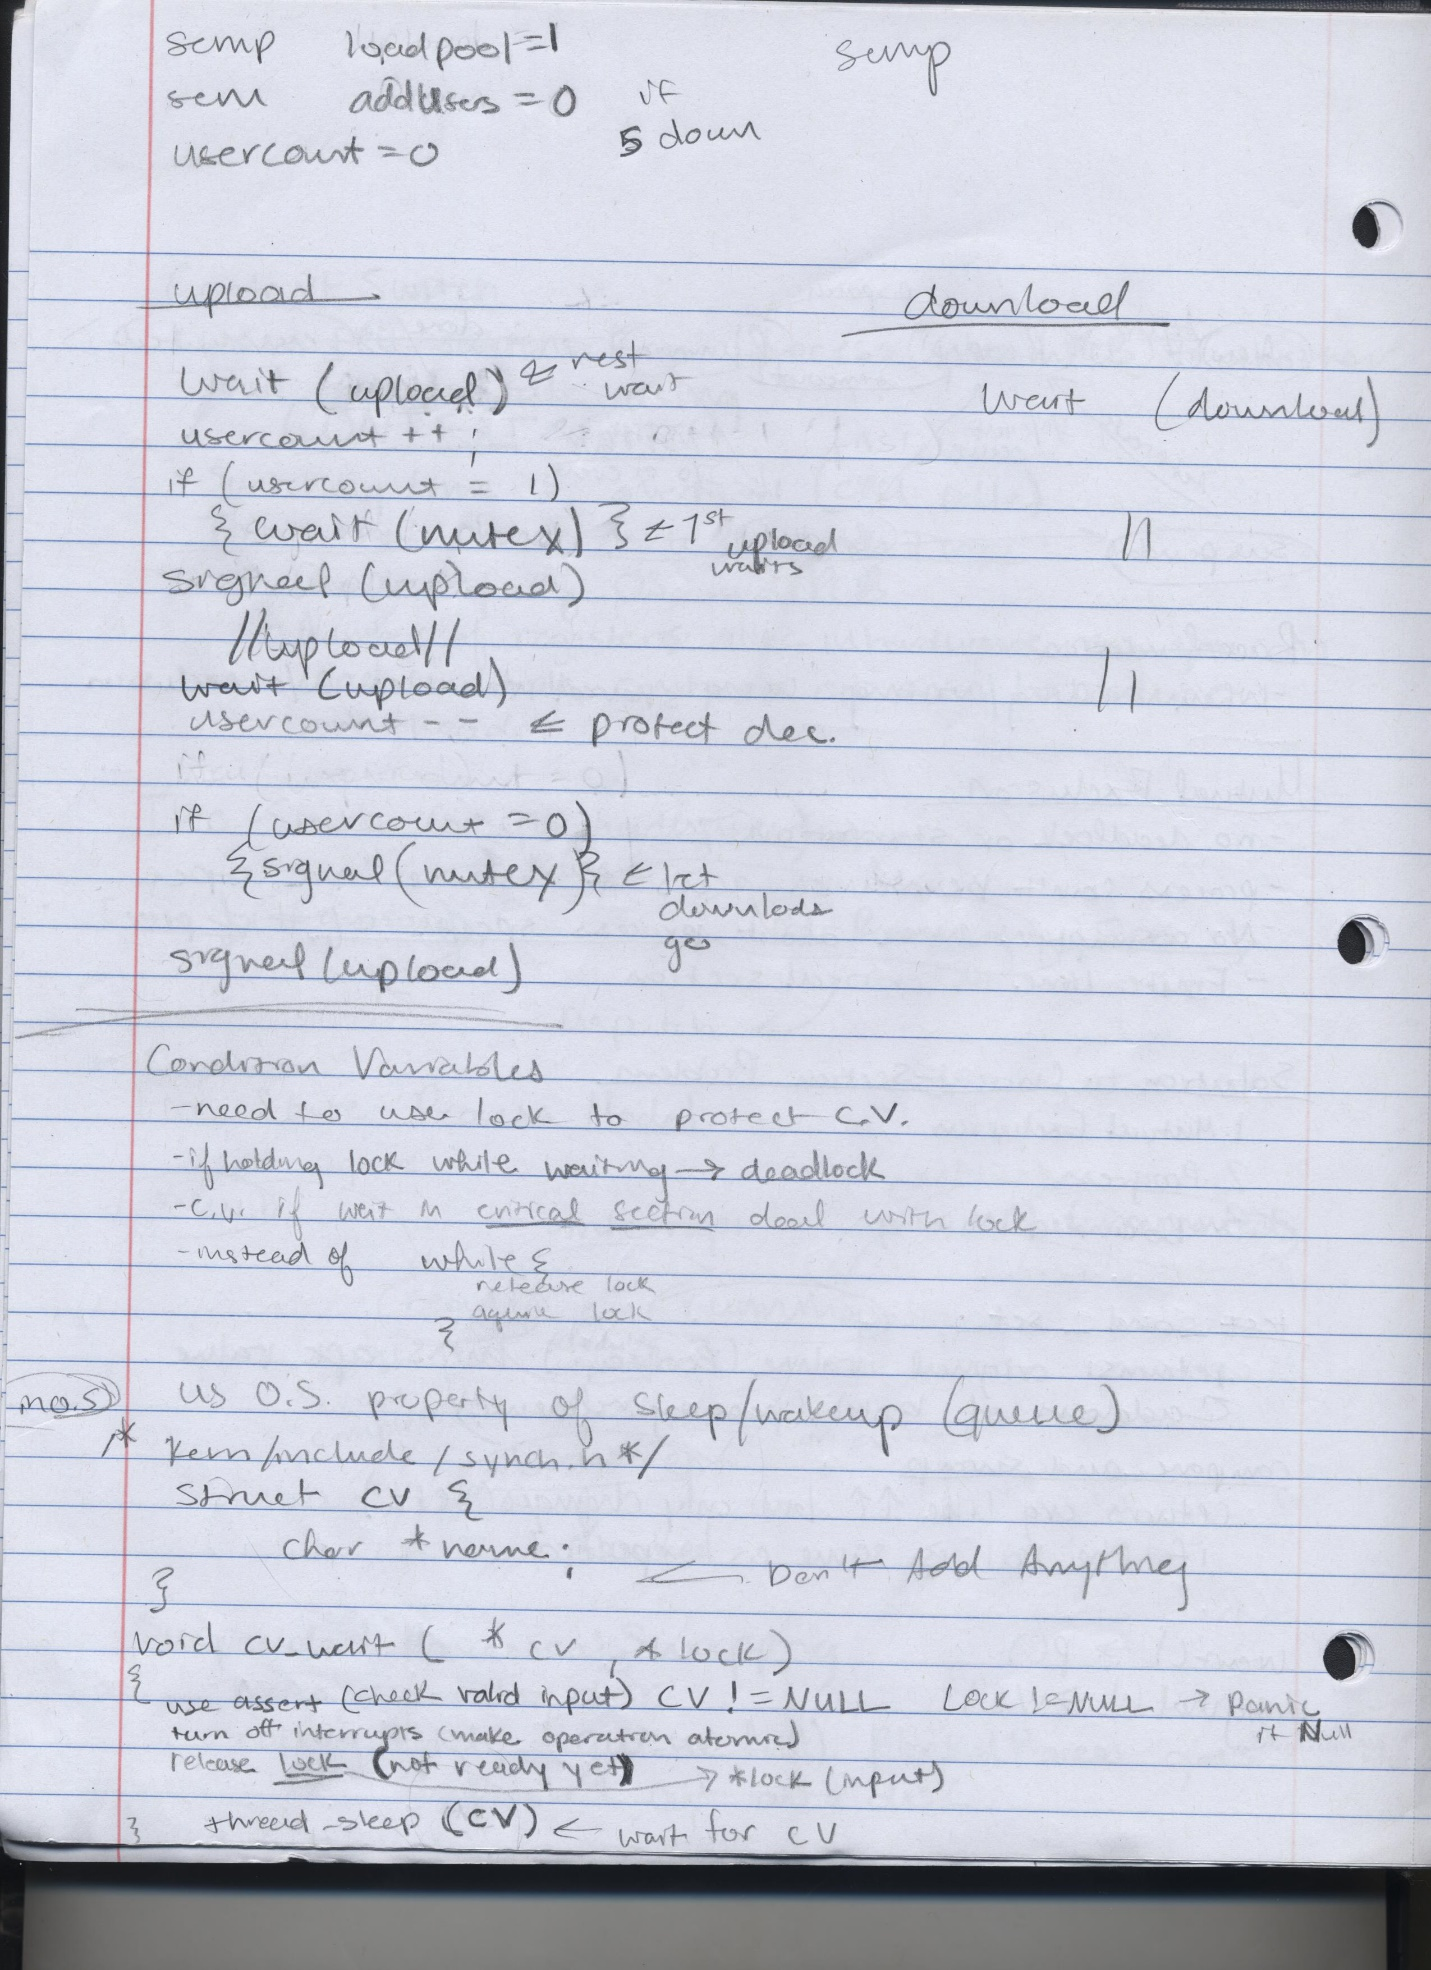 semp loadpool=1 semp
sem addUsers = 0 if
usercount = 0 5 down
upload download
wait (upload) ← rest wait
wait (download)
usercount ++ ;
if (usercount = 1)
{ wait (mutex) } ← 1st upload waits
11
signal (upload)
//upload//
wait (upload) 11
usercount -- ← protect dec.
if (usercount = 0)
{signal (mutex)} ← let downlods go
signal (upload)
Condition Variables
- need to use lock to protect C.V.
- if holding lock while waiting → deadlock
- c.v. if wait in critical section deal with lock
- instead of while {
release lock
aquire lock
}
us O.S. property of sleep/wakeup (queue)
/* kern/include/synch.h */
struct cv {
char *name; ← Don't Add Anything
}
void cv_wait ( * cv , * lock)
{ use assert (check valid input) CV != NULL Lock != NULL → panic if Null
turn off interrupts (make operation atomic)
release lock (not ready yet) → *lock (input)
} thread_sleep (CV) ← wait for cv